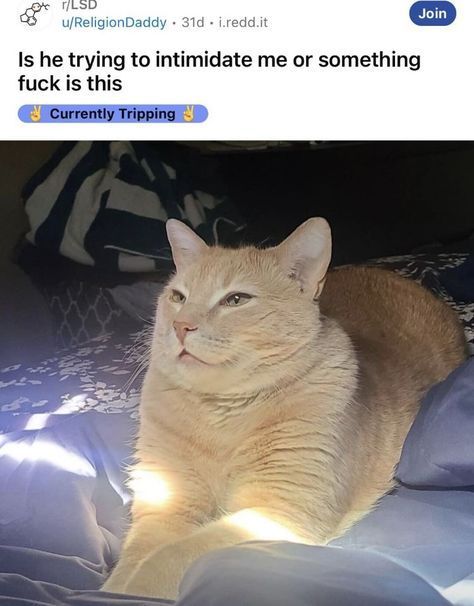 r/LSD
u/ReligionDaddy • 31d • i.redd.it
Join
Is he trying to intimidate me or something
fuck is this
✌️ Currently Tripping ✌️